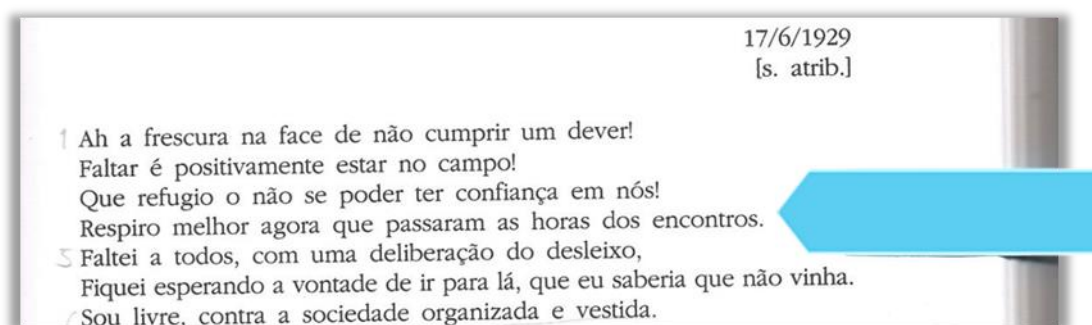 17/6/1929
[s. atrib.]
1 Ah a frescura na face de não cumprir um dever!
Faltar é positivamente estar no campo!
Que refugio o não se poder ter confiança em nós!
Respiro melhor agora que passaram as horas dos encontros.
5 Faltei a todos, com uma deliberação do desleixo,
Fiquei esperando a vontade de ir para lá, que eu saberia que não vinha.
Sou livre, contra a sociedade organizada e vestida.